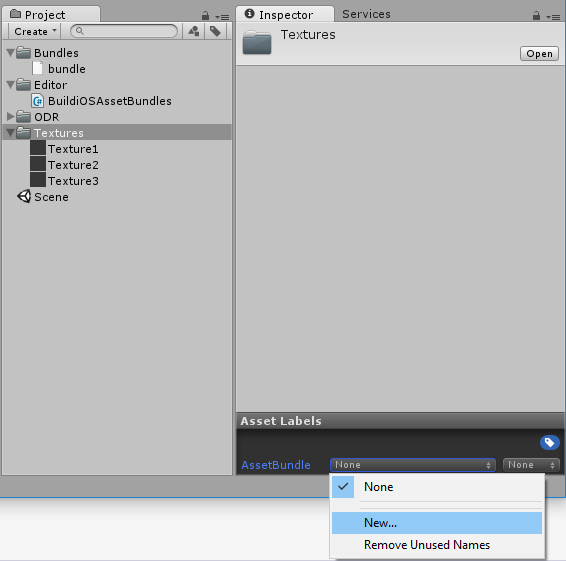 Project
Create
Bundles
bundle
Editor
C#
BuildiOSAssetBundles
ODR
Textures
Texture1
Texture2
Texture3
Scene
Inspector
Services
Textures
Open
Asset Labels
AssetBundle
None
None
None
New...
Remove Unused Names